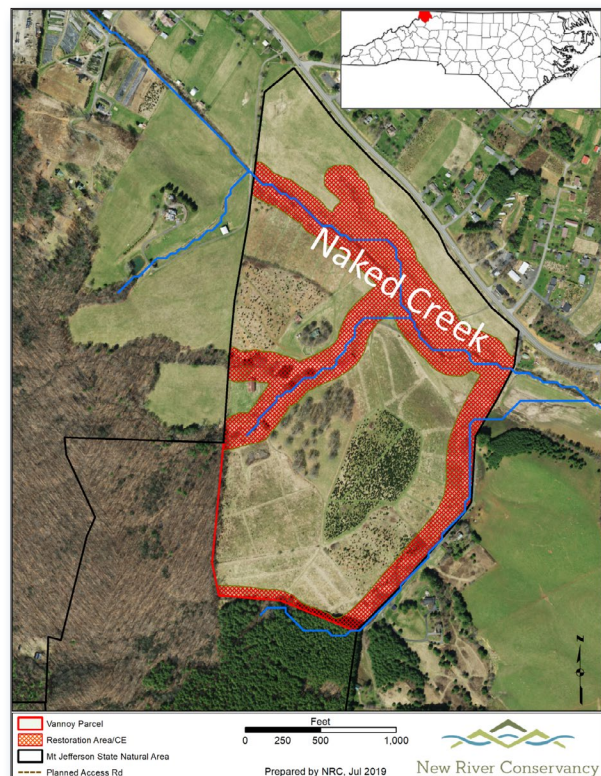 Naked Creek
z
Vannoy Parcel
Restoration Area/CE
Mt Jefferson State Natural Area
Planned Access Rd
Feet
0 250 500 1,000
Prepared by NRC, Jul 2019
New River Conservancy